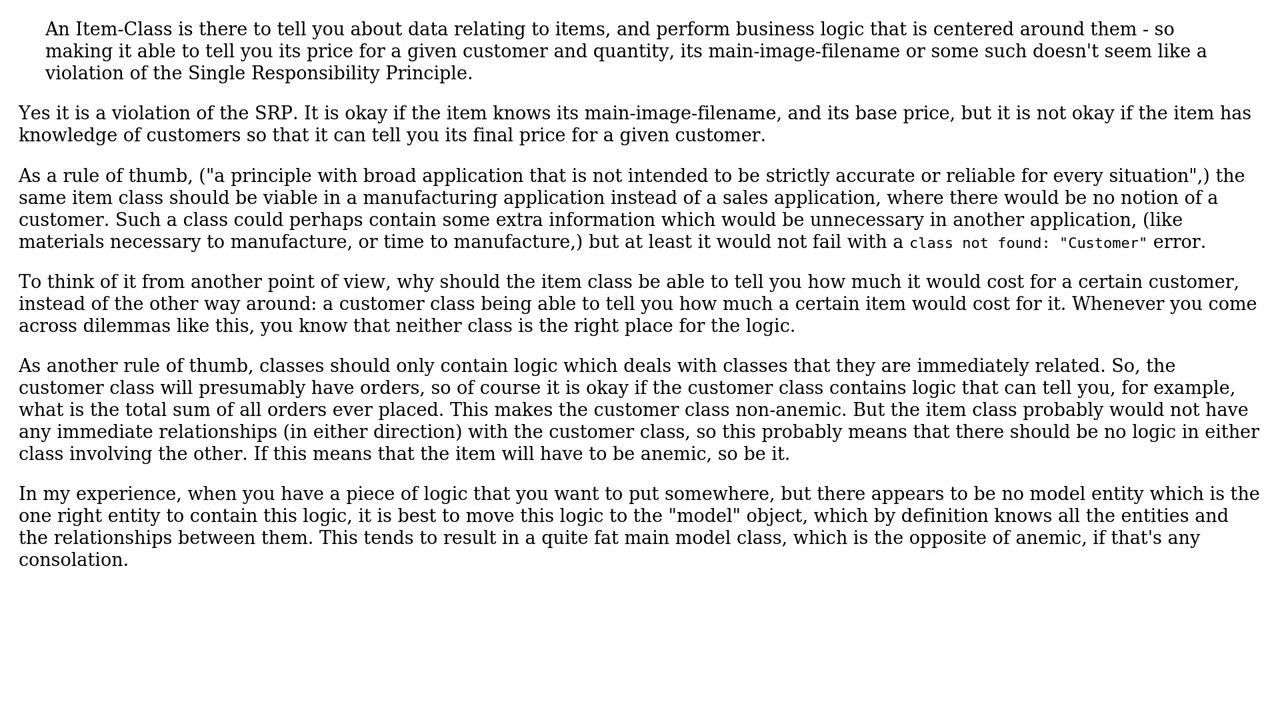 An Item-Class is there to tell you about data relating to items, and perform business logic that is centered around them - so
making it able to tell you its price for a given customer and quantity, its main-image-filename or some such doesn't seem like a
violation of the Single Responsibility Principle.
Yes it is a violation of the SRP. It is okay if the item knows its main-image-filename, and its base price, but it is not okay if the item has
knowledge of customers so that it can tell you its final price for a given customer.
As a rule of thumb, ("a principle with broad application that is not intended to be strictly accurate or reliable for every situation",) the
same item class should be viable in a manufacturing application instead of a sales application, where there would be no notion of a
customer. Such a class could perhaps contain some extra information which would be unnecessary in another application, (like
materials necessary to manufacture, or time to manufacture,) but at least it would not fail with a class not found: "Customer" error.
To think of it from another point of view, why should the item class be able to tell you how much it would cost for a certain customer,
instead of the other way around: a customer class being able to tell you how much a certain item would cost for it. Whenever you come
across dilemmas like this, you know that neither class is the right place for the logic.
As another rule of thumb, classes should only contain logic which deals with classes that they are immediately related. So, the
customer class will presumably have orders, so of course it is okay if the customer class contains logic that can tell you, for example,
what is the total sum of all orders ever placed. This makes the customer class non-anemic. But the item class probably would not have
any immediate relationships (in either direction) with the customer class, so this probably means that there should be no logic in either
class involving the other. If this means that the item will have to be anemic, so be it.
In my experience, when you have a piece of logic that you want to put somewhere, but there appears to be no model entity which is the
one right entity to contain this logic, it is best to move this logic to the "model" object, which by definition knows all the entities and
the relationships between them. This tends to result in a quite fat main model class, which is the opposite of anemic, if that's any
consolation.